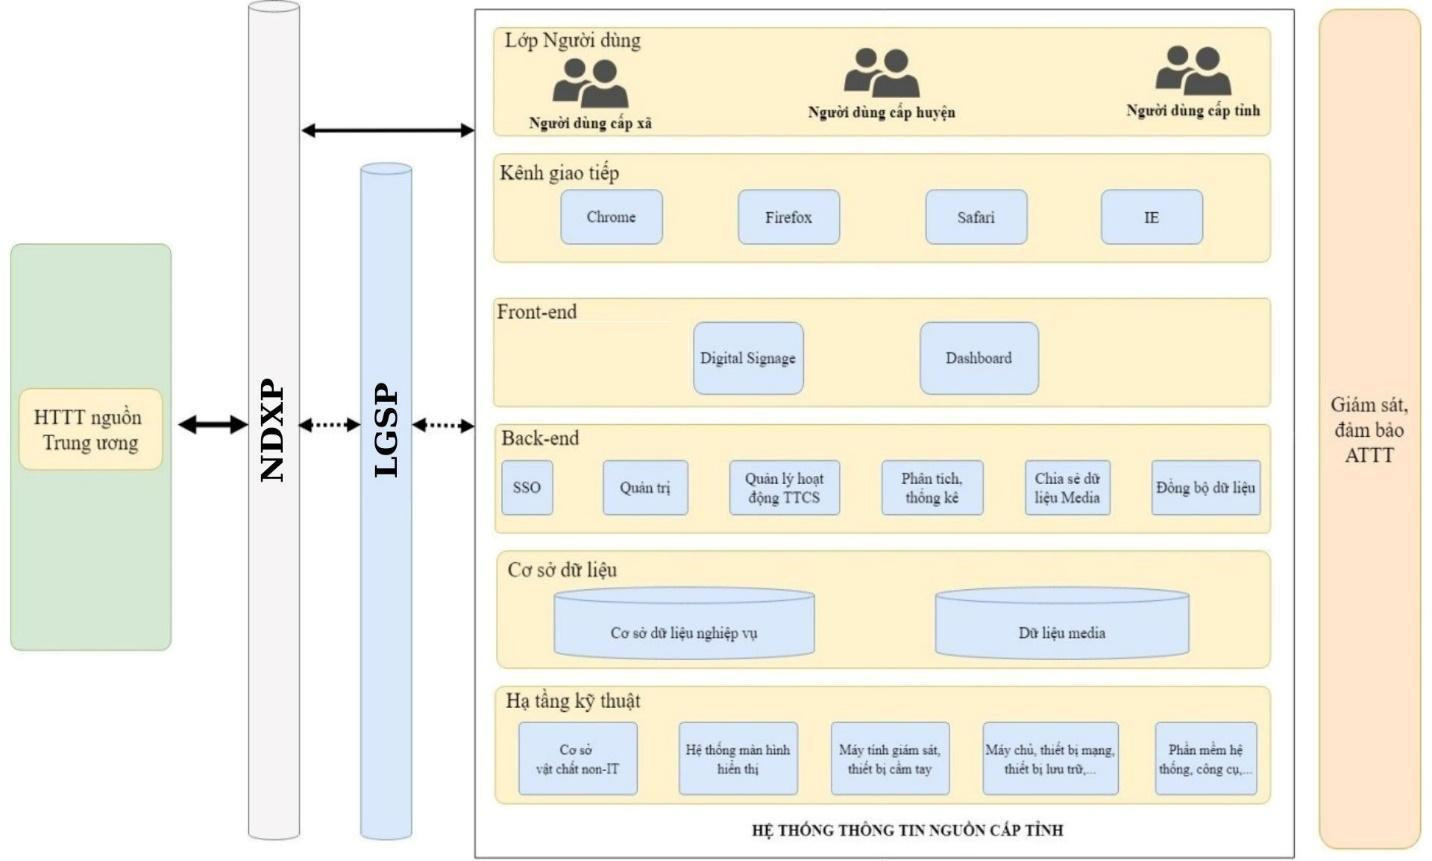 HTTT nguồn
Trung ương
NDXP
LGSP
Lớp Người dùng
Người dùng cấp xã
Người dùng cấp huyện
Người dùng cấp tỉnh
Kênh giao tiếp
Chrome
Firefox
Safari
IE
Front-end
Digital Signage
Dashboard
Back-end
SSO
Quản trị
Quản lý hoạt
động TTCS
Phân tích,
thống kê
Chia sẻ dữ
liệu Media
Đồng bộ dữ liệu
Cơ sở dữ liệu
Cơ sở dữ liệu nghiệp vụ
Dữ liệu media
Hạ tầng kỹ thuật
Cơ sở
vật chất non-IT
Hệ thống màn hình
hiển thị
Máy tính giám sát,
thiết bị cầm tay
Máy chủ, thiết bị mạng,
thiết bị lưu trữ,...
Phần mềm hệ
thống, công cụ,...
HỆ THỐNG THÔNG TIN NGUỒN CẤP TỈNH
Giám sát,
đảm bảo
ATTT